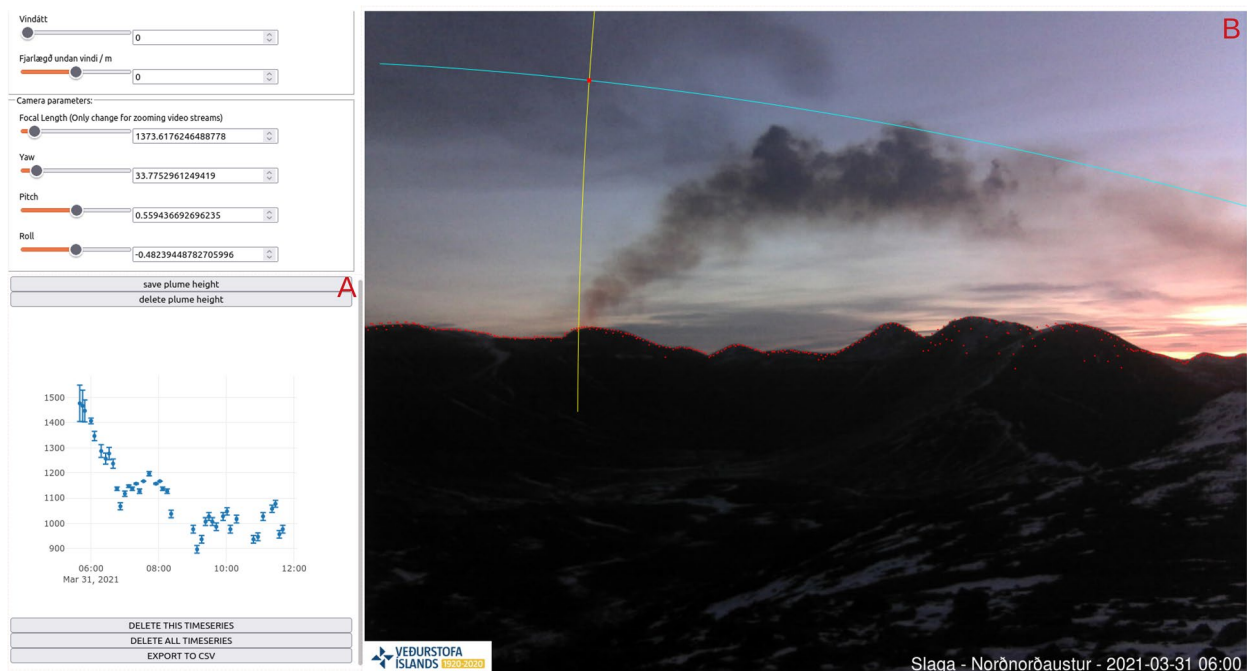 Vindátt
0
Fjarlægð undan vindi / m
0
Camera parameters:
Focal Length (Only change for zooming video streams)
1373.6176246488778
Yaw
33.7752961249419
Pitch
0.559436692696235
Roll
-0.48239448782705996
save plume height
A
delete plume height
1500
1400
1300
1200
1100
1000
900
06:00
08:00
10:00
12:00
Mar 31, 2021
DELETE THIS TIMESERIES
DELETE ALL TIMESERIES
EXPORT TO CSV
B
VEÐURSTOFA
ÍSLANDS 1920-2020
Slaga - Norðnorðaustur - 2021-03-31 06:00